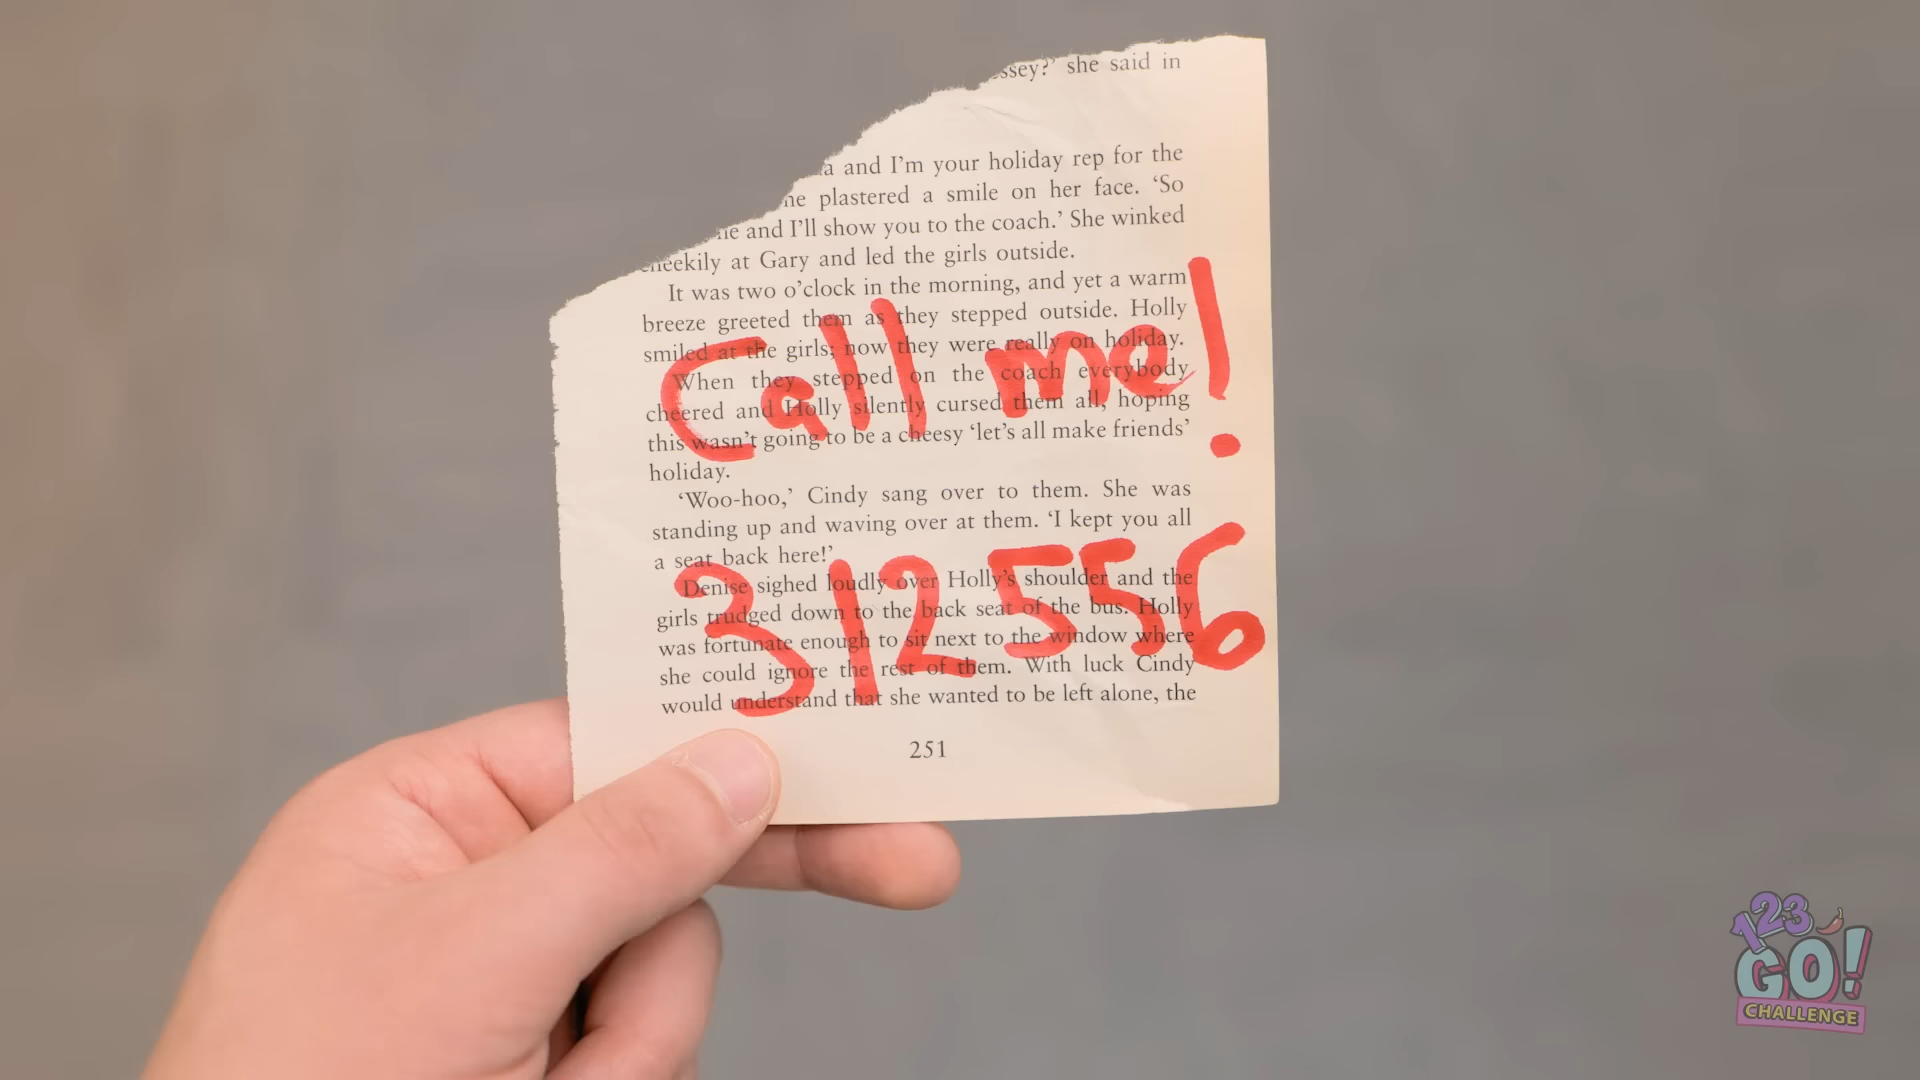 she said in
and I'm your holiday rep for the
plastered a smile on her face. ‘So
and I'll show you to the coach.’ She winked
cheekily at Gary and led the girls outside.
It was two o'clock in the morning, and yet a warm
breeze greeted them as they stepped outside. Holly
smiled at the girls; now they were really on holiday.
When they stepped on the coach everybody
cheered and Holly silently cursed them all, hoping
this wasn't going to be a cheesy ‘let's all make friends’
holiday.
‘Woo-hoo,’ Cindy sang over to them. She was
standing up and waving over at them. ‘I kept you all
a seat back here!’
Denise sighed loudly over Holly's shoulder and the
girls trudged down to the back seat of the bus. Holly
was fortunate enough to sit next to the window where
she could ignore the rest of them. With luck Cindy
would understand that she wanted to be left alone, the
251
Call me!
312556
123
GO!
CHALLENGE